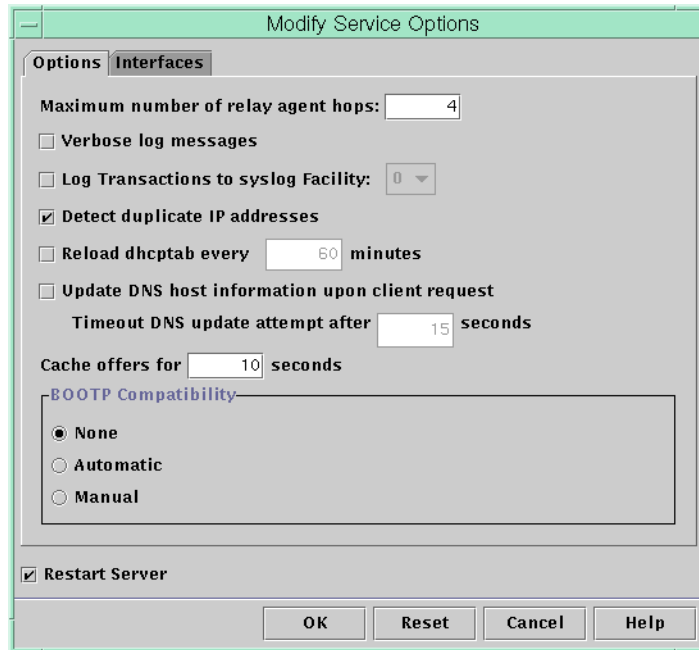 Modify Service Options
Options Interfaces
Maximum number of relay agent hops: 4
Verbose log messages
Log Transactions to syslog Facility: 0
Detect duplicate IP addresses
Reload dhcptab every 60 minutes
Update DNS host information upon client request
Timeout DNS update attempt after 15 seconds
Cache offers for 10 seconds
BOOTP Compatibility
None
Automatic
Manual
Restart Server
OK Reset Cancel Help